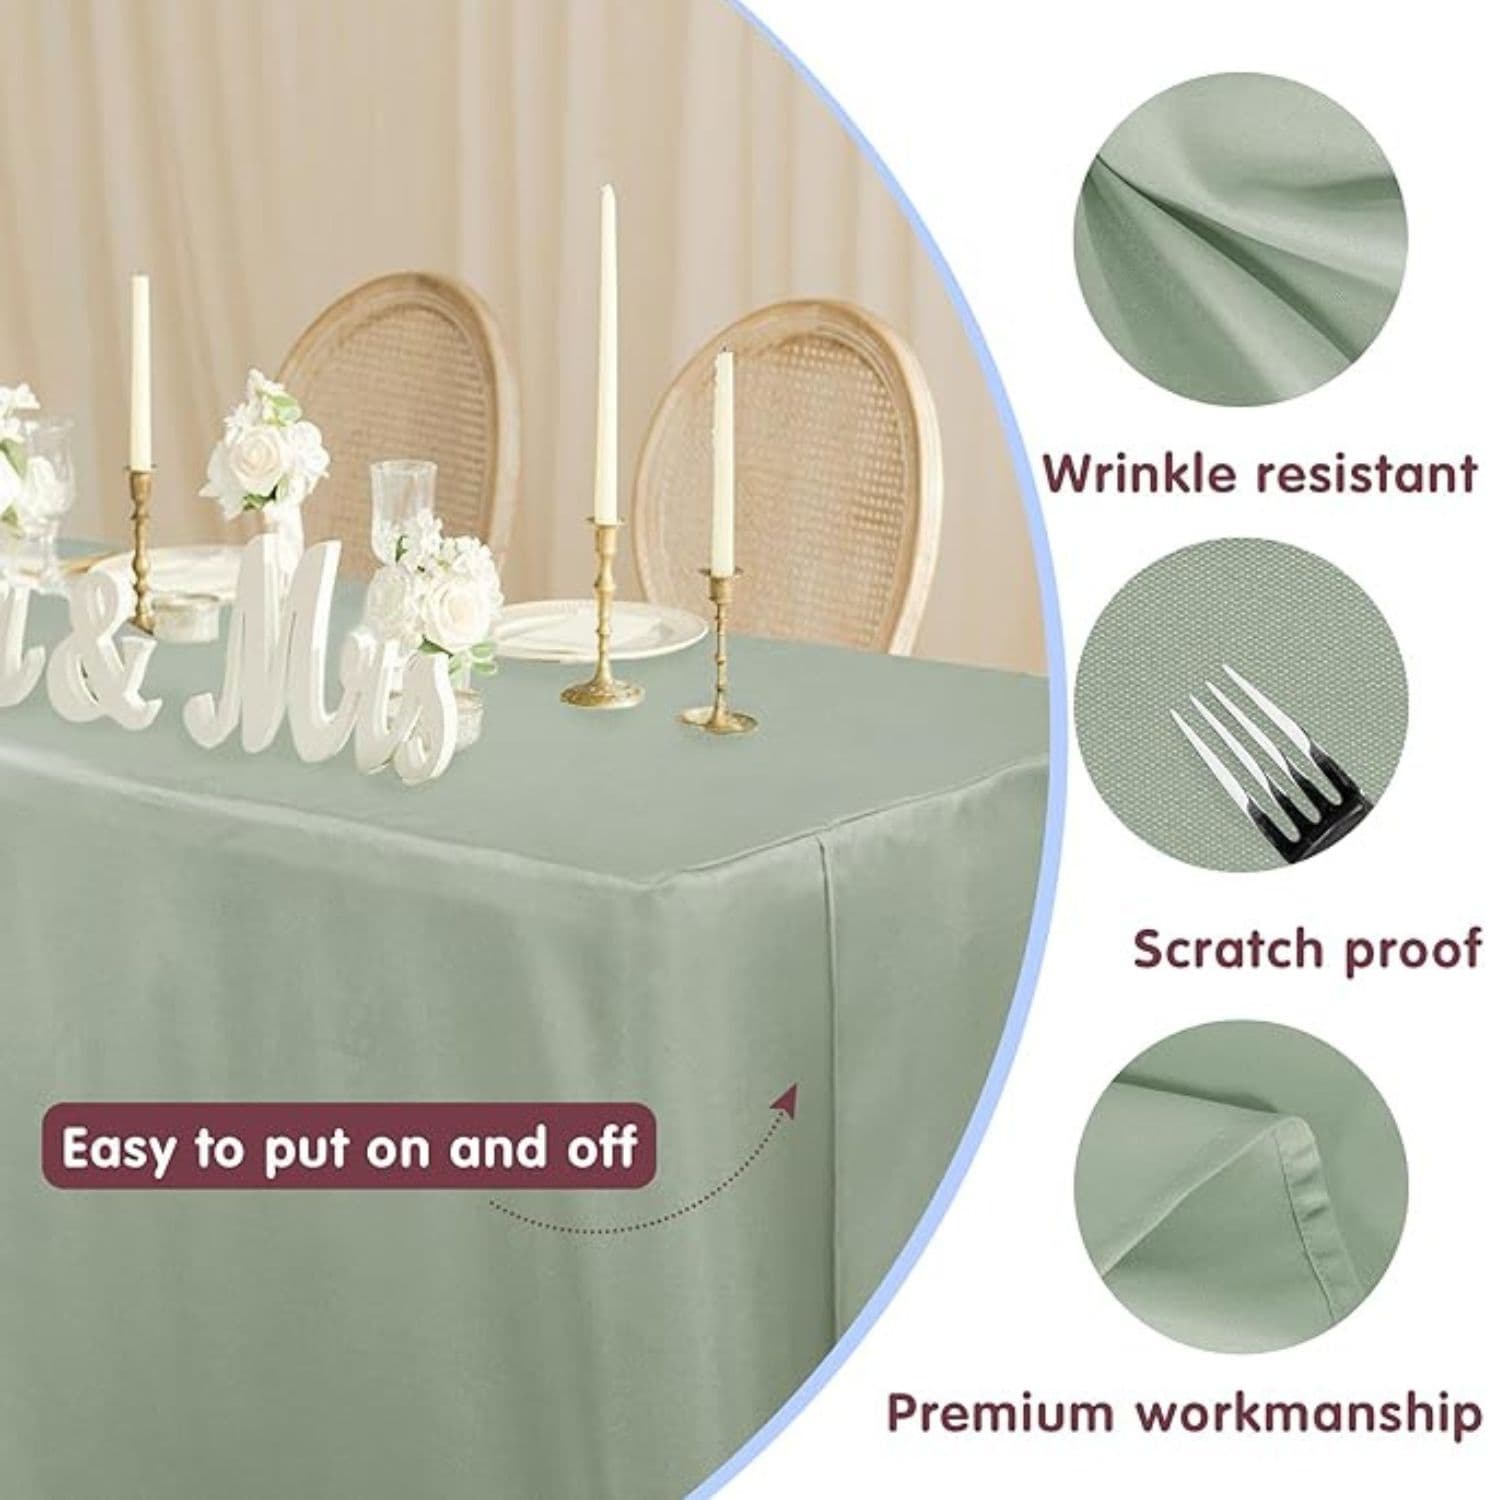 & Mrs
Easy to put on and off
Wrinkle resistant
Scratch proof
Premium workmanship